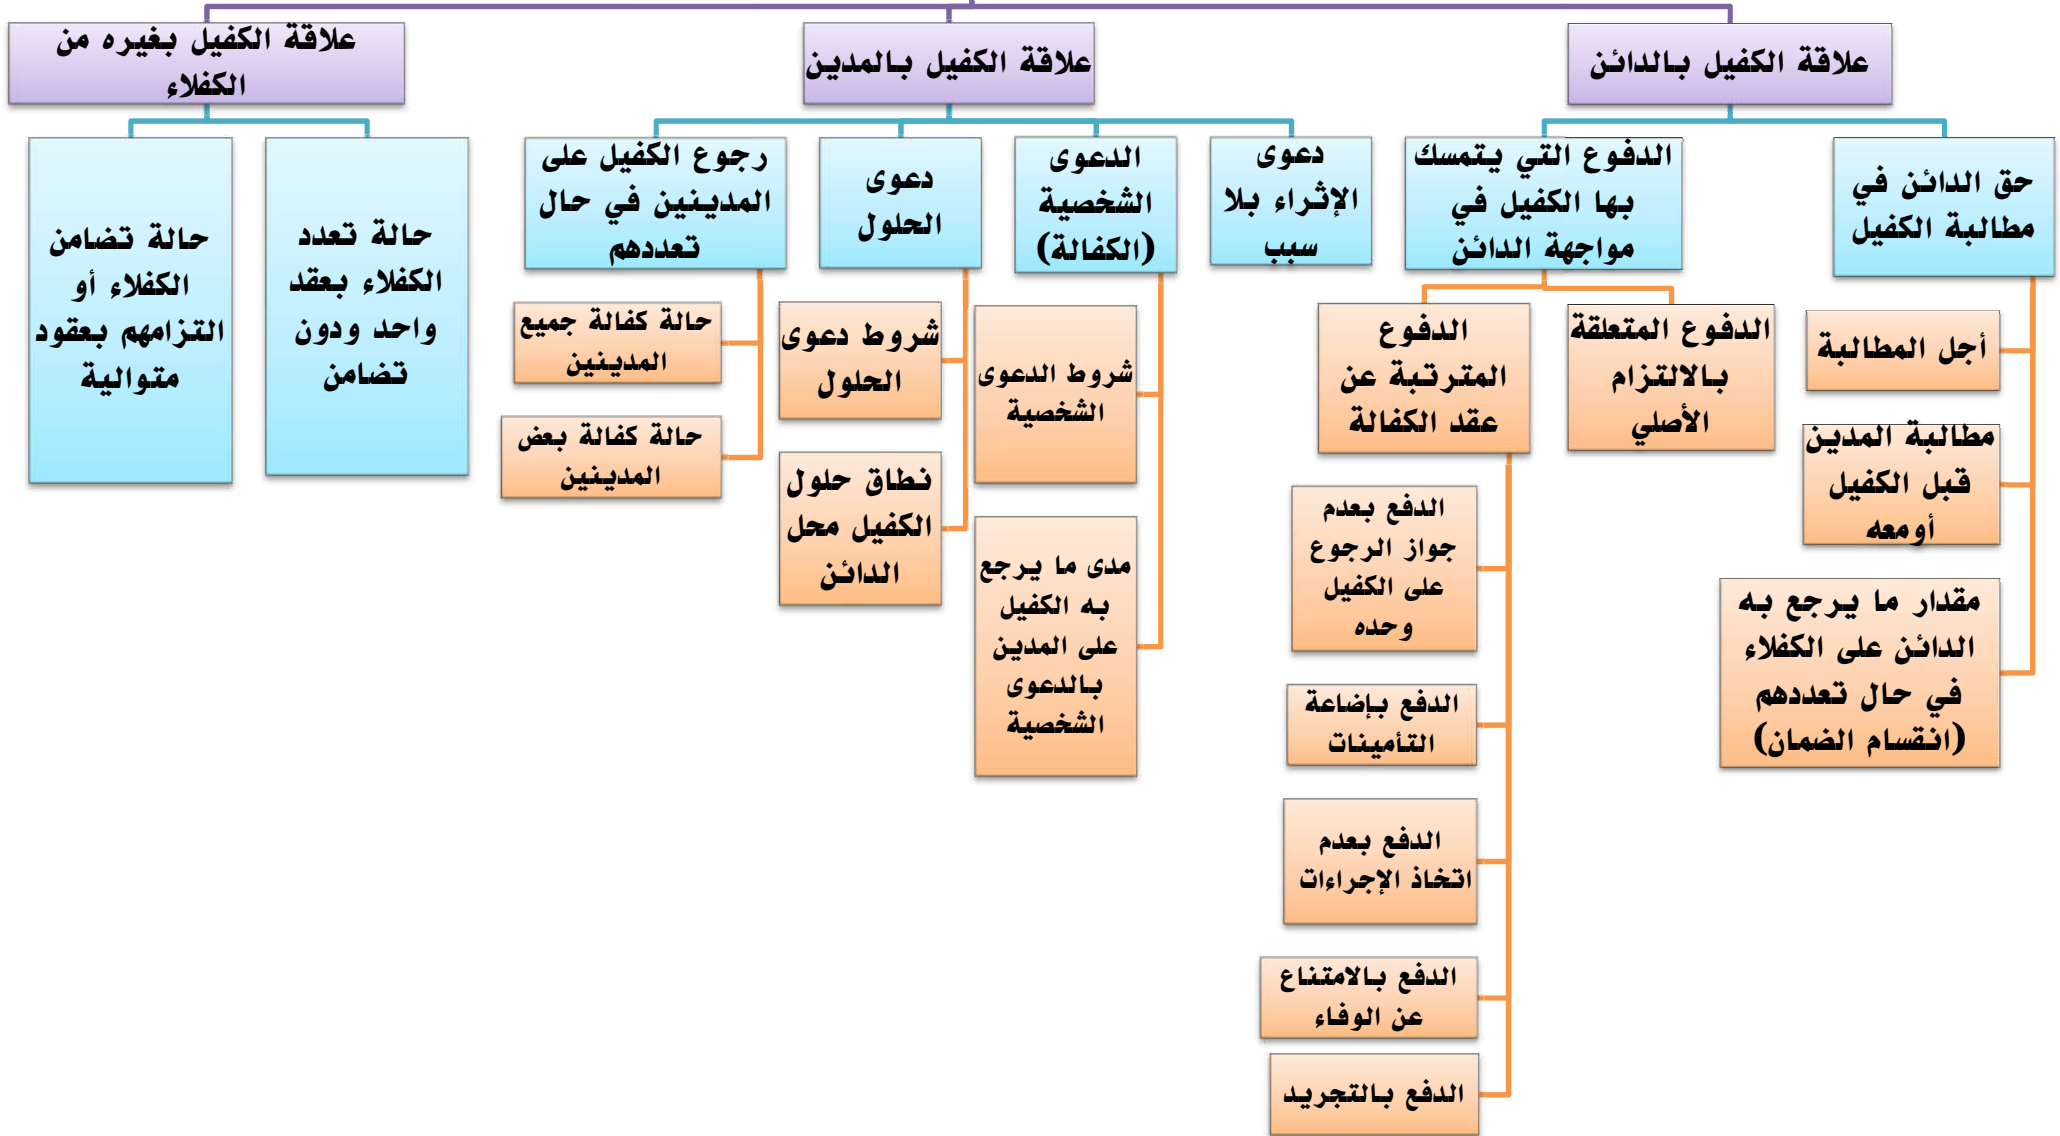 علاقة الكفيل بالدائن
علاقة الكفيل بالمدين
علاقة الكفيل بغيره من
الكفلاء
حق الدائن في
مطالبة الكفيل
أجل المطالبة
مطالبة المدين
قبل الكفيل
أومعه
مقدار ما يرجع به
الدائن على الكفلاء
في حال تعددهم
(انقسام الضمان)
الدفوع التي يتمسك
بها الكفيل في
مواجهة الدائن
الدفوع المتعلقة
بالالتزام
الأصلي
الدفوع
المترتبة عن
عقد الكفالة
الدفع بعدم
جواز الرجوع
على الكفيل
وحده
الدفع بإضاعة
التأمينات
الدفع بعدم
اتخاذ الإجراءات
الدفع بالامتناع
عن الوفاء
الدفع بالتجريد
دعوى
الإثراء بلا
سبب
الدعوى
الشخصية
(الكفالة)
شروط الدعوى
الشخصية
مدى ما يرجع
به الكفيل
على المدين
بالدعوى
الشخصية
دعوى
الحلول
شروط دعوى
الحلول
نطاق حلول
الكفيل محل
الدائن
رجوع الكفيل على
المدينين في حال
تعددهم
حالة كفالة جميع
المدينين
حالة كفالة بعض
المدينين
حالة تعدد
الكفلاء بعقد
واحد ودون
تضامن
حالة تضامن
الكفلاء أو
التزامهم بعقود
متوالية